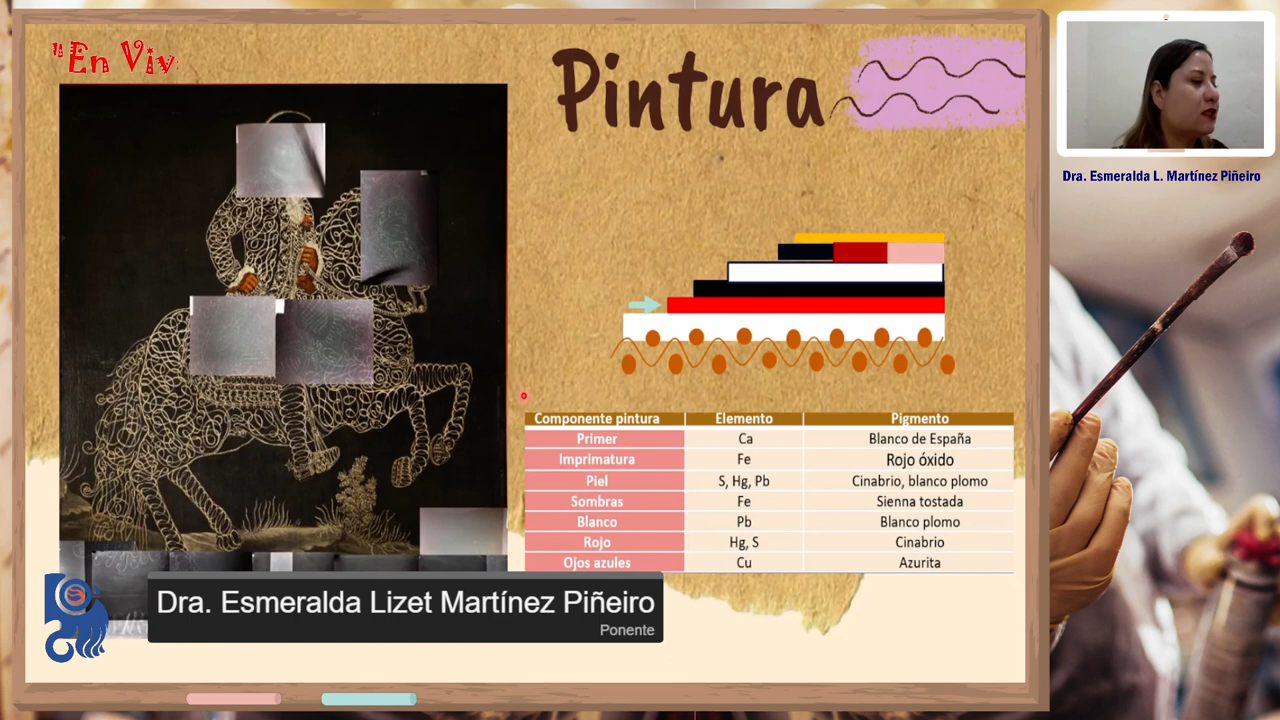 "En Viv
Pintura
Dra. Esmeralda L. Martínez Piñeiro
Componente pintura Elemento Pigmento
Primer Ca Blanco de España
Imprimatura Fe Rojo óxido
Piel S, Hg, Pb Cinabrio, blanco plomo
Sombras Fe Sienna tostada
Blanco Pb Blanco plomo
Rojo Hg, S Cinabrio
Ojos azules Cu Azurita
Dra. Esmeralda Lizet Martínez Piñeiro
Ponente